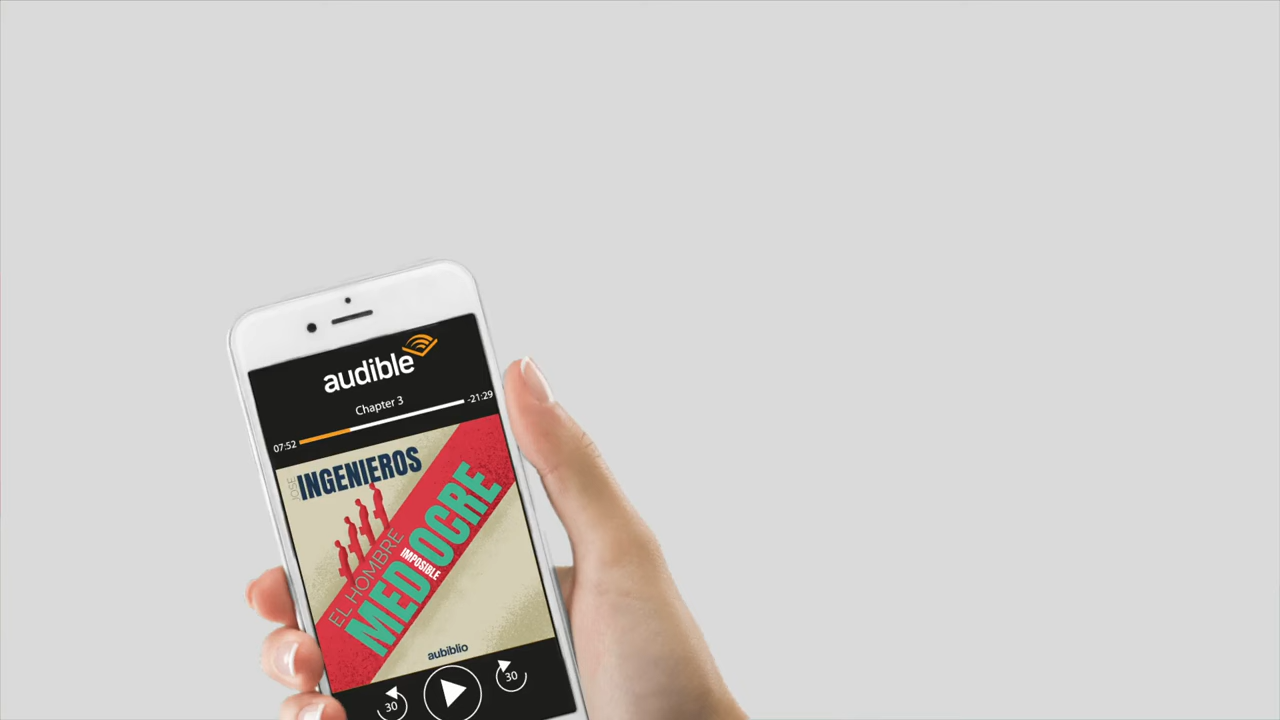 audible
Chapter 3
07:52
-21:29
JOSÉ INGENIEROS
EL HOMBRE
MEDIOCRE
IMPOSIBLE
aubiblio
30
30